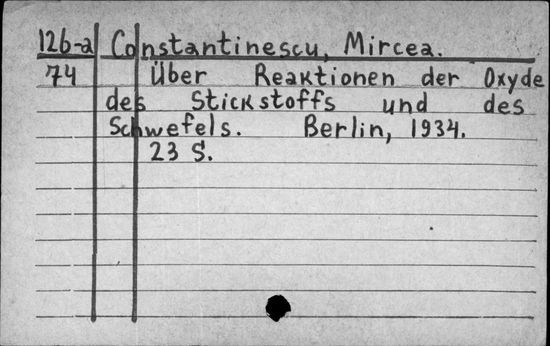 126-a Constantinescu, Mircea.
74 Über Reaktionen der Oxyde
des Stickstoffs und des
Schwefels. Berlin, 1934.
23 S.